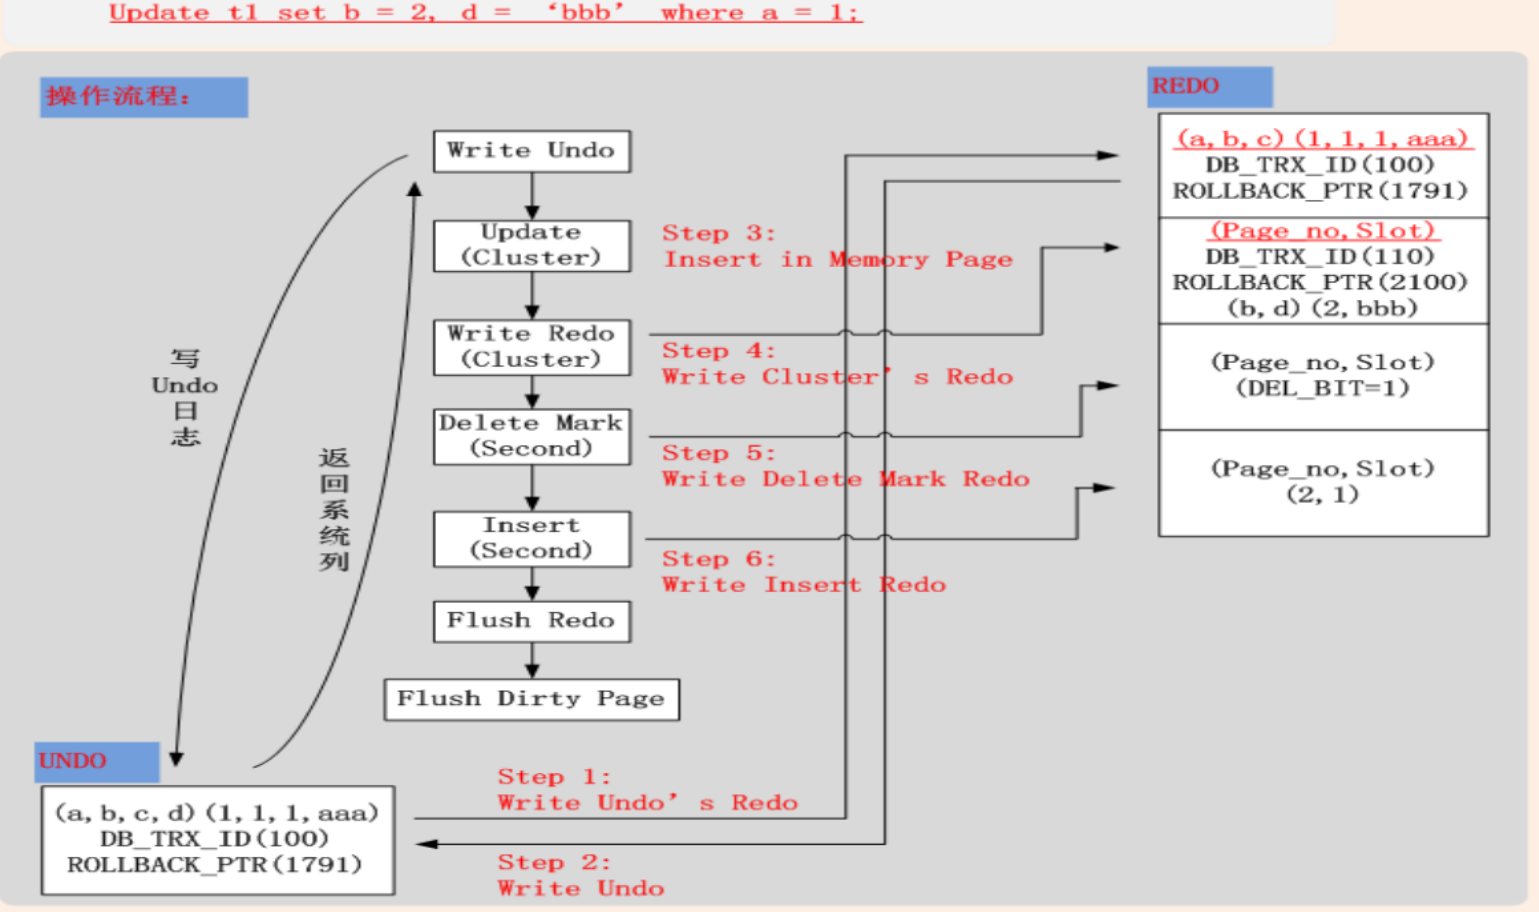 Update t1 set b = 2, d = ‘bbb’ where a = 1;
操作流程：
REDO
Write Undo
(a,b,c)(1,1,1,aaa)
DB_TRX_ID(100)
ROLLBACK_PTR(1791)
Update
(Cluster)
Step 3:
Insert in Memory Page
(Page_no,Slot)
DB_TRX_ID(110)
ROLLBACK_PTR(2100)
(b,d)(2,bbb)
Write Redo
(Cluster)
Step 4:
Write Cluster’s Redo
(Page_no,Slot)
(DEL_BIT=1)
写
Undo
日
志
返
回
系
统
列
Delete Mark
(Second)
Step 5:
Write Delete Mark Redo
(Page_no,Slot)
(2,1)
Insert
(Second)
Step 6:
Write Insert Redo
Flush Redo
Flush Dirty Page
UNDO
(a,b,c,d)(1,1,1,aaa)
DB_TRX_ID(100)
ROLLBACK_PTR(1791)
Step 1:
Write Undo’s Redo
Step 2:
Write Undo